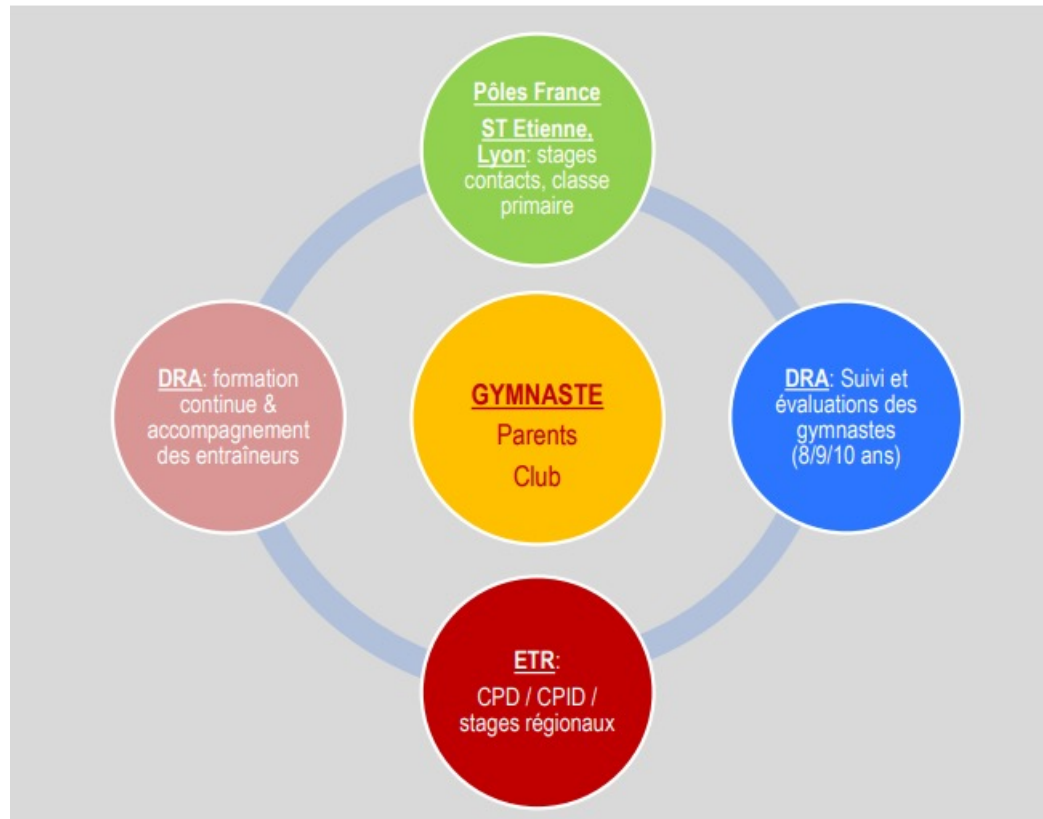 Pôles France
ST Etienne,
Lyon: stages
contacts, classe
primaire
DRA: formation
continue &
accompagnement
des entraîneurs
GYMNASTE
Parents
Club
DRA: Suivi et
évaluations des
gymnastes
(8/9/10 ans)
ETR:
CPD / CPID /
stages régionaux